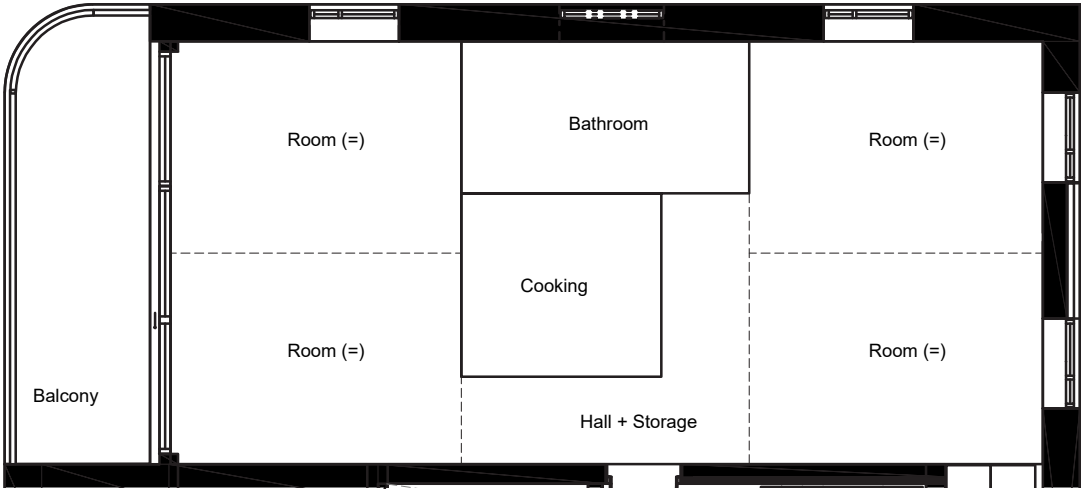 Bathroom
Room (=)
Room (=)
Cooking
Room (=)
Room (=)
Balcony
Hall + Storage